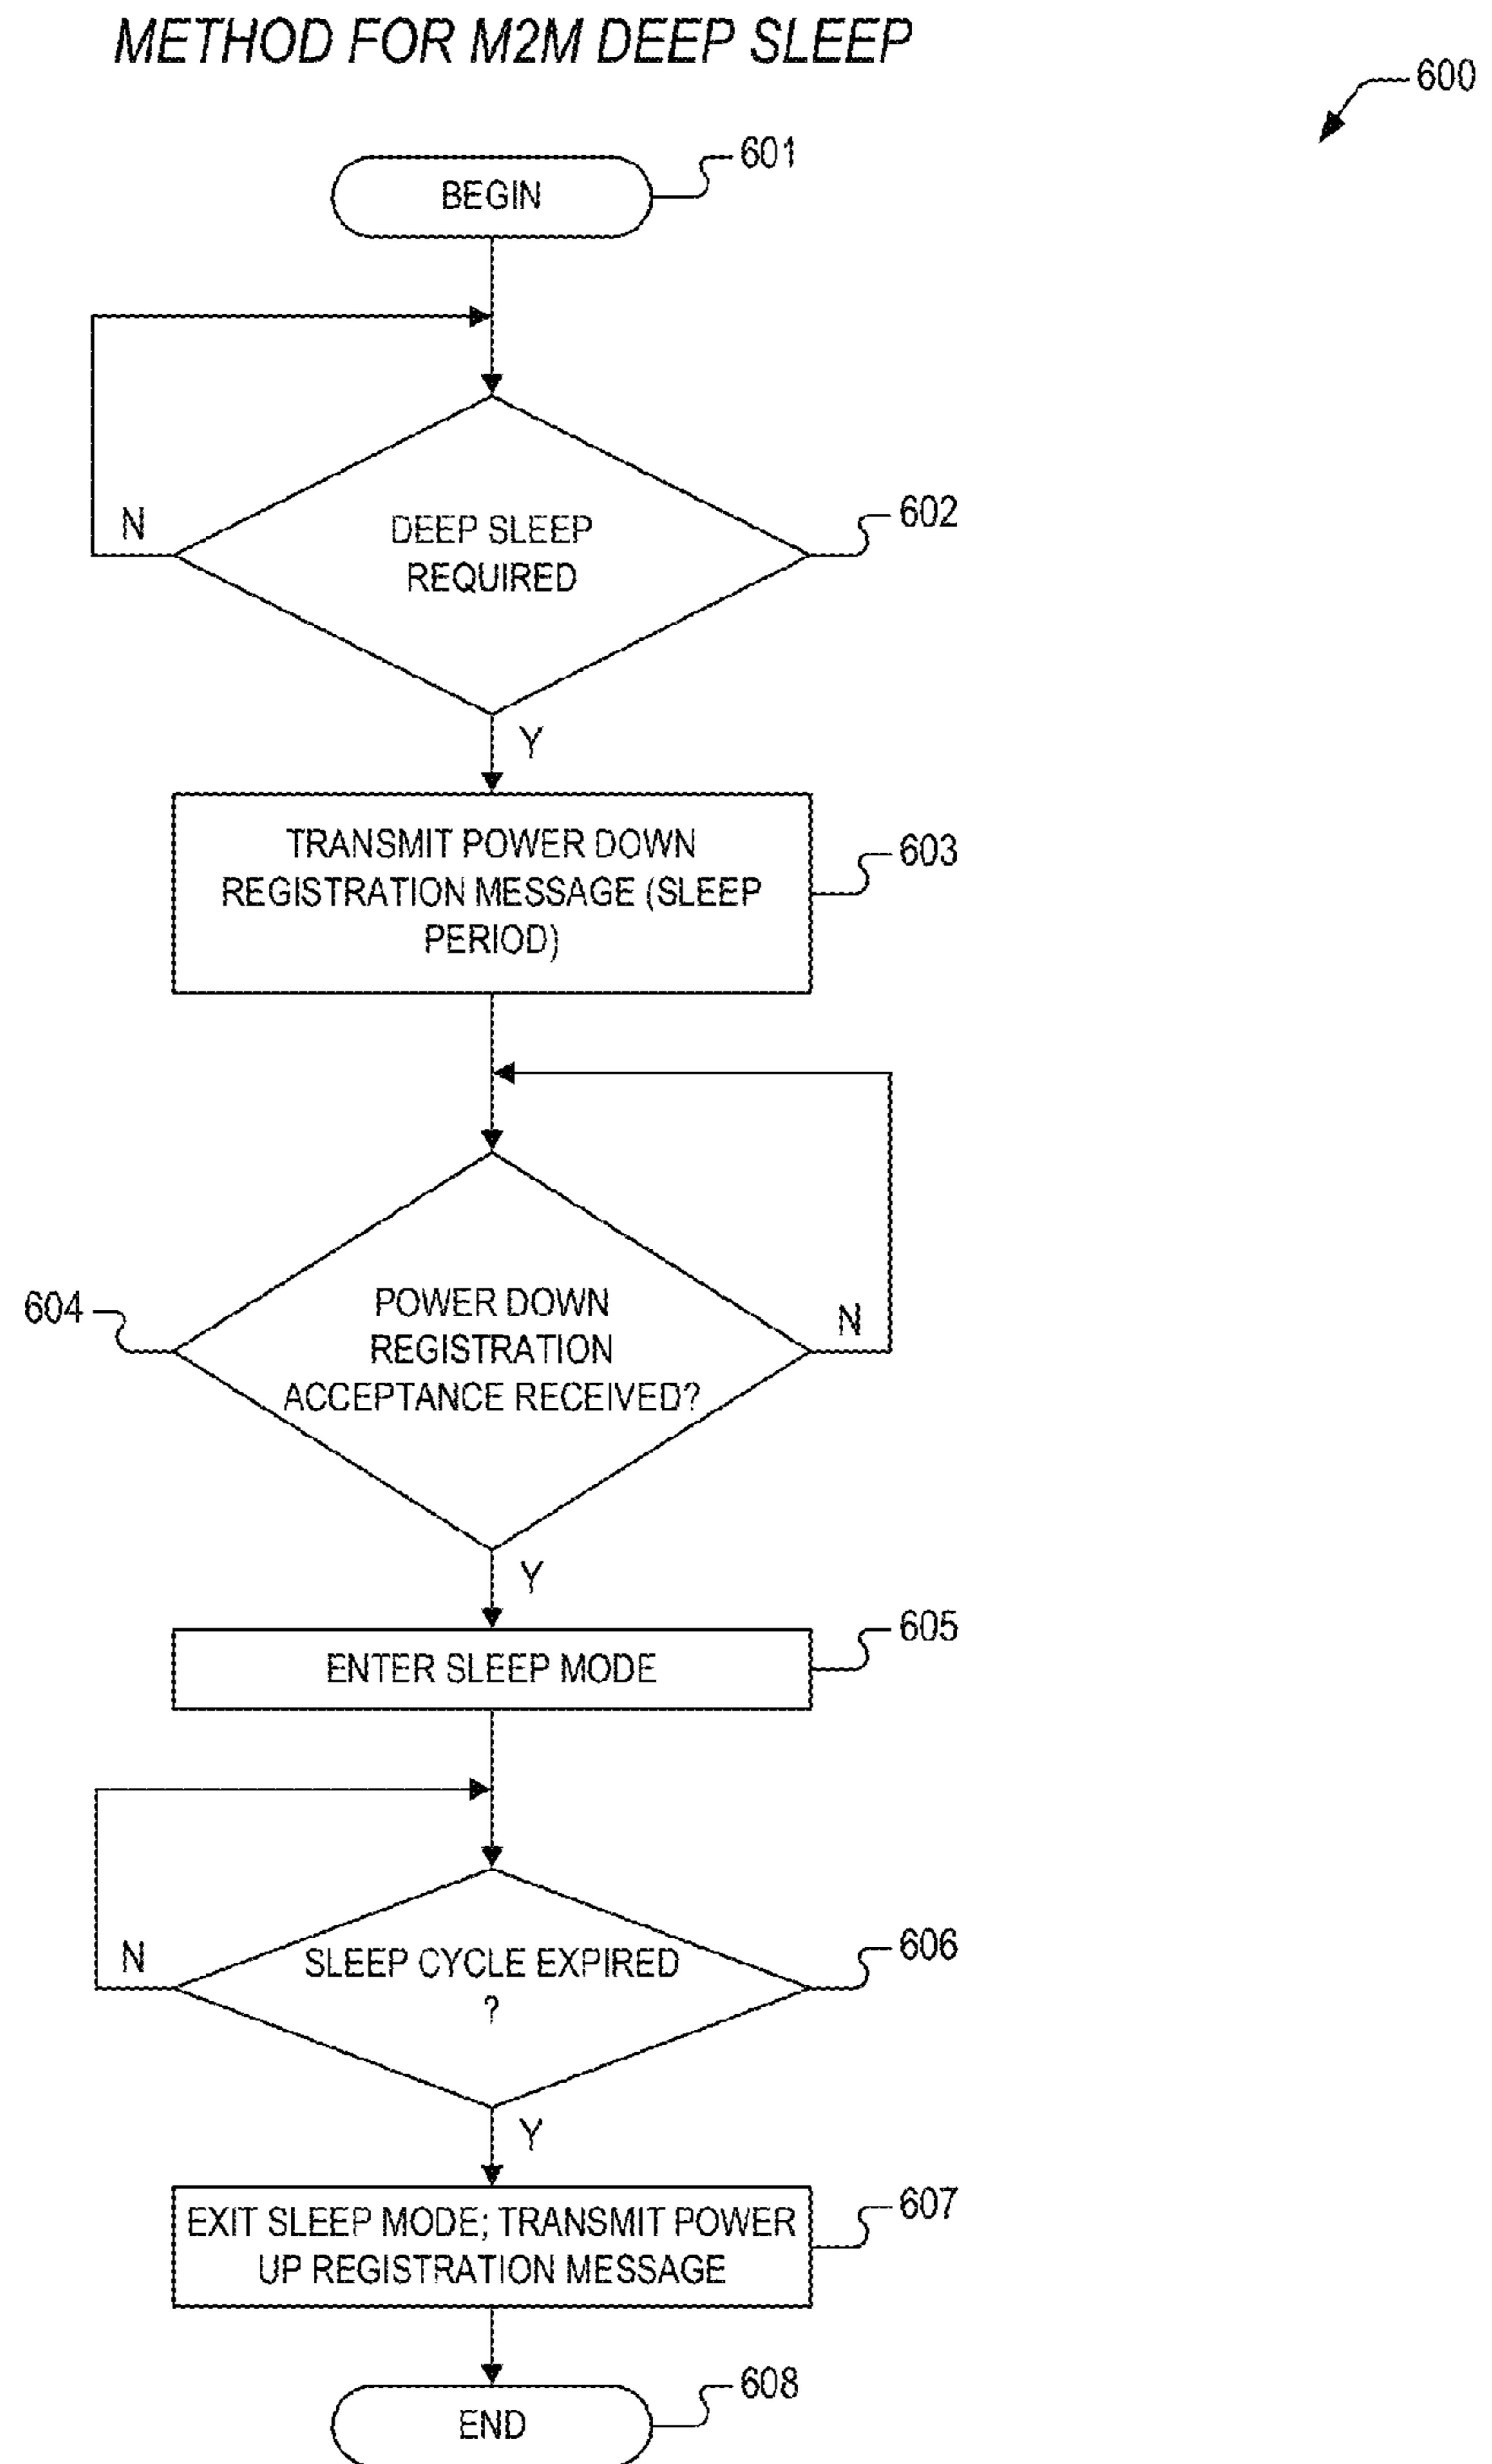 METHOD FOR M2M DEEP SLEEP
600
BEGIN
601
DEEP SLEEP
REQUIRED
602
N
Y
TRANSMIT POWER DOWN
REGISTRATION MESSAGE (SLEEP
PERIOD)
603
604
POWER DOWN
REGISTRATION
ACCEPTANCE RECEIVED?
N
Y
ENTER SLEEP MODE
605
N
SLEEP CYCLE EXPIRED
?
606
Y
EXIT SLEEP MODE; TRANSMIT POWER
UP REGISTRATION MESSAGE
607
END
608